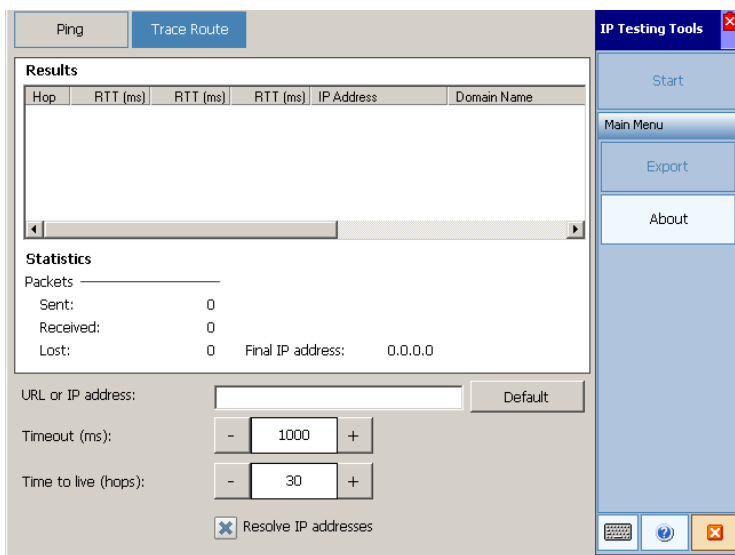 Ping
Trace Route
Results
Hop RTT (ms) RTT (ms) RTT (ms) IP Address Domain Name
Statistics
Packets
Sent: 0
Received: 0
Lost: 0 Final IP address: 0.0.0.0
URL or IP address: Default
Timeout (ms): - 1000 +
Time to live (hops): - 30 +
Resolve IP addresses
IP Testing Tools
Start
Main Menu
Export
About